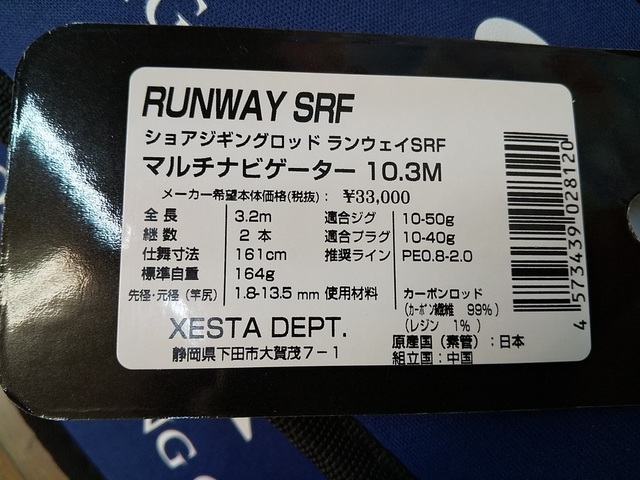 G
RUNWAY SRF
ショアジギングロッド ランウェイSRF
マルチナビゲーター 10.3M
メーカー希望本体価格(税抜)： ¥33,000
全長 3.2m 適合ジグ 10-50g
継数 2本 適合プラグ 10-40g
仕舞寸法 161cm 推奨ライン PE0.8-2.0
標準自量 164g
先径・元径（竿尻） 1.8-13.5 mm 使用材料 カーボンロッド
(カーボン繊維 99%)
(レジン 1%)
XESTA DEPT.
原産国（素管）：日本
静岡県下田市大賀茂7－1
組立国：中国
4 573439 028120
NG